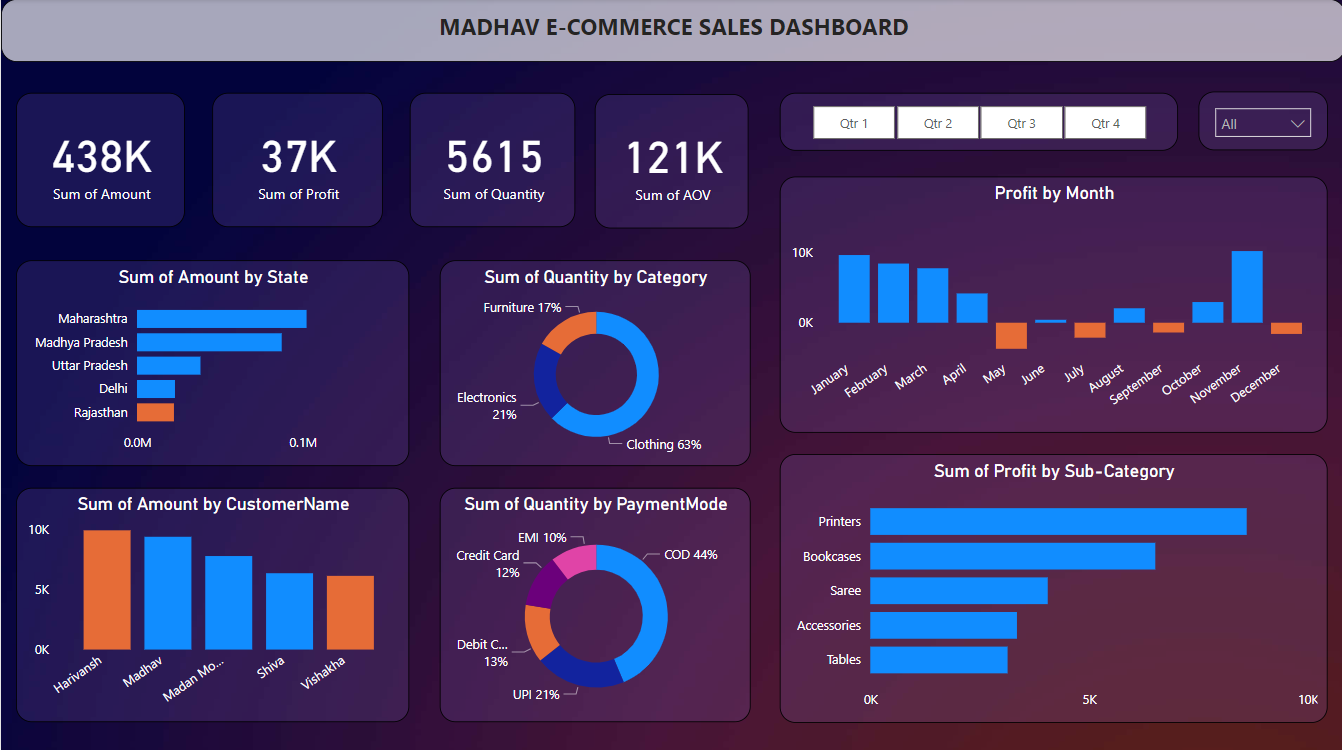 MADHAV E-COMMERCE SALES DASHBOARD
438K
Sum of Amount
37K
Sum of Profit
5615
Sum of Quantity
121K
Sum of AOV
Qtr 1
Qtr 2
Qtr 3
Qtr 4
All
Sum of Amount by State
Maharashtra
Madhya Pradesh
Uttar Pradesh
Delhi
Rajasthan
0.0M
0.1M
Sum of Quantity by Category
Furniture 17%
Electronics
21%
Clothing 63%
Profit by Month
10K
0K
January
February
March
April
May
June
July
August
September
October
November
December
Sum of Amount by CustomerName
10K
5K
0K
Harivansh
Madhav
Madan Mo...
Shiva
Vishakha
Sum of Quantity by PaymentMode
EMI 10%
Credit Card
12%
COD 44%
Debit C...
13%
UPI 21%
Sum of Profit by Sub-Category
Printers
Bookcases
Saree
Accessories
Tables
0K
5K
10K